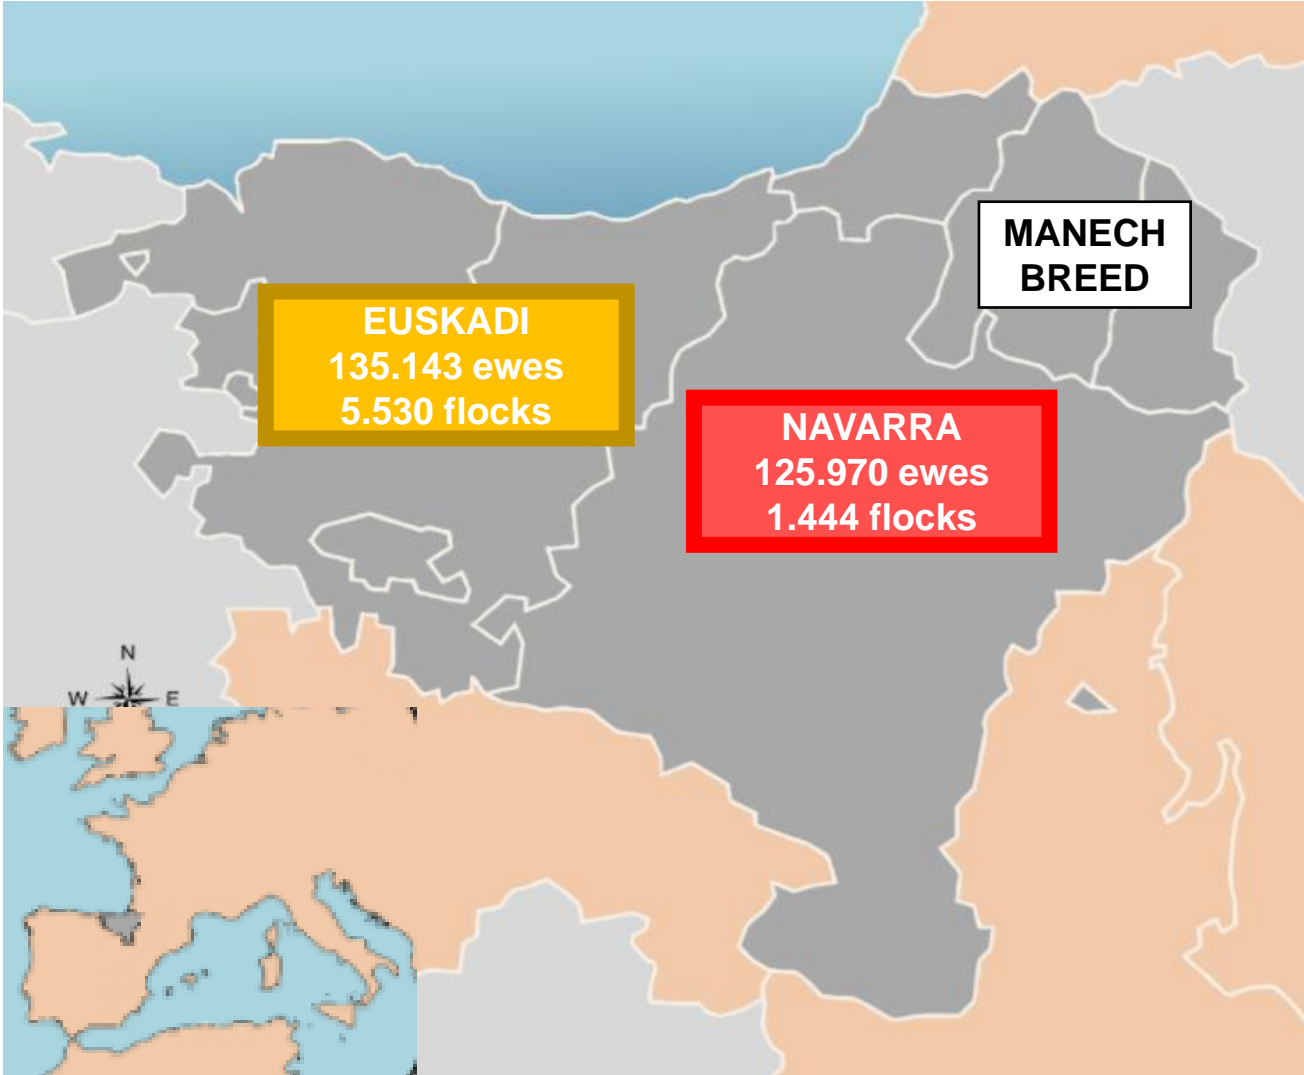 MANECH
BREED
EUSKADI
135.143 ewes
5.530 flocks
NAVARRA
125.970 ewes
1.444 flocks
N
W E